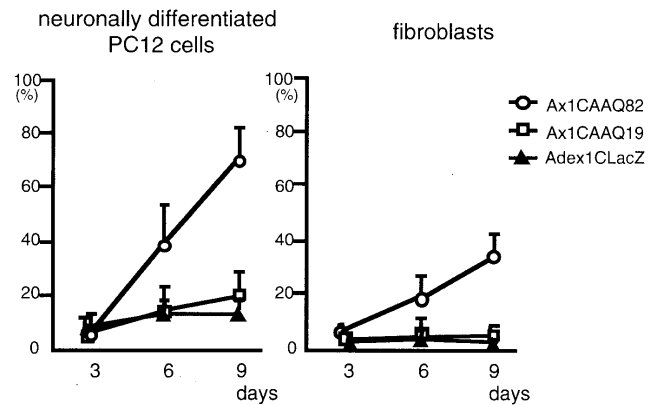 neuronally differentiated
PC12 cells
fibroblasts
100
(%)
80
60
40
20
0
3 6 9
days
100
(%)
80
60
40
20
0
3 6 9
days
Ax1CAAQ82
Ax1CAAQ19
Adex1CLacZ